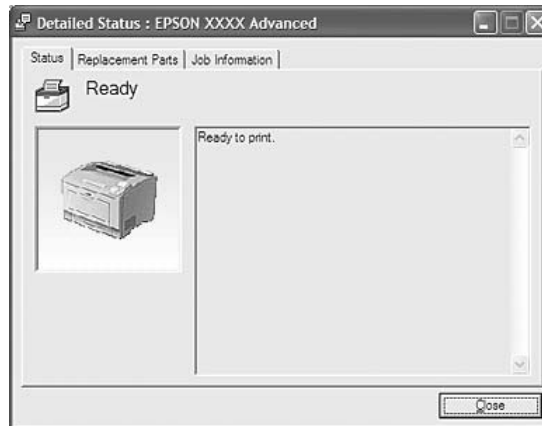 Detailed Status : EPSON XXXX Advanced
Status Replacement Parts Job Information
Ready
Ready to print.
Close